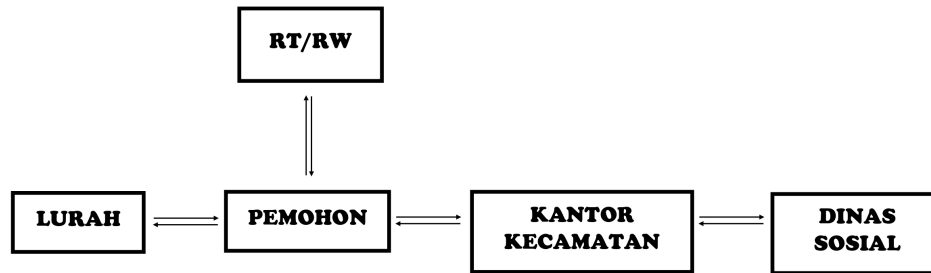 RT/RW
LURAH
PEMOHON
KANTOR
KECAMATAN
DINAS
SOSIAL